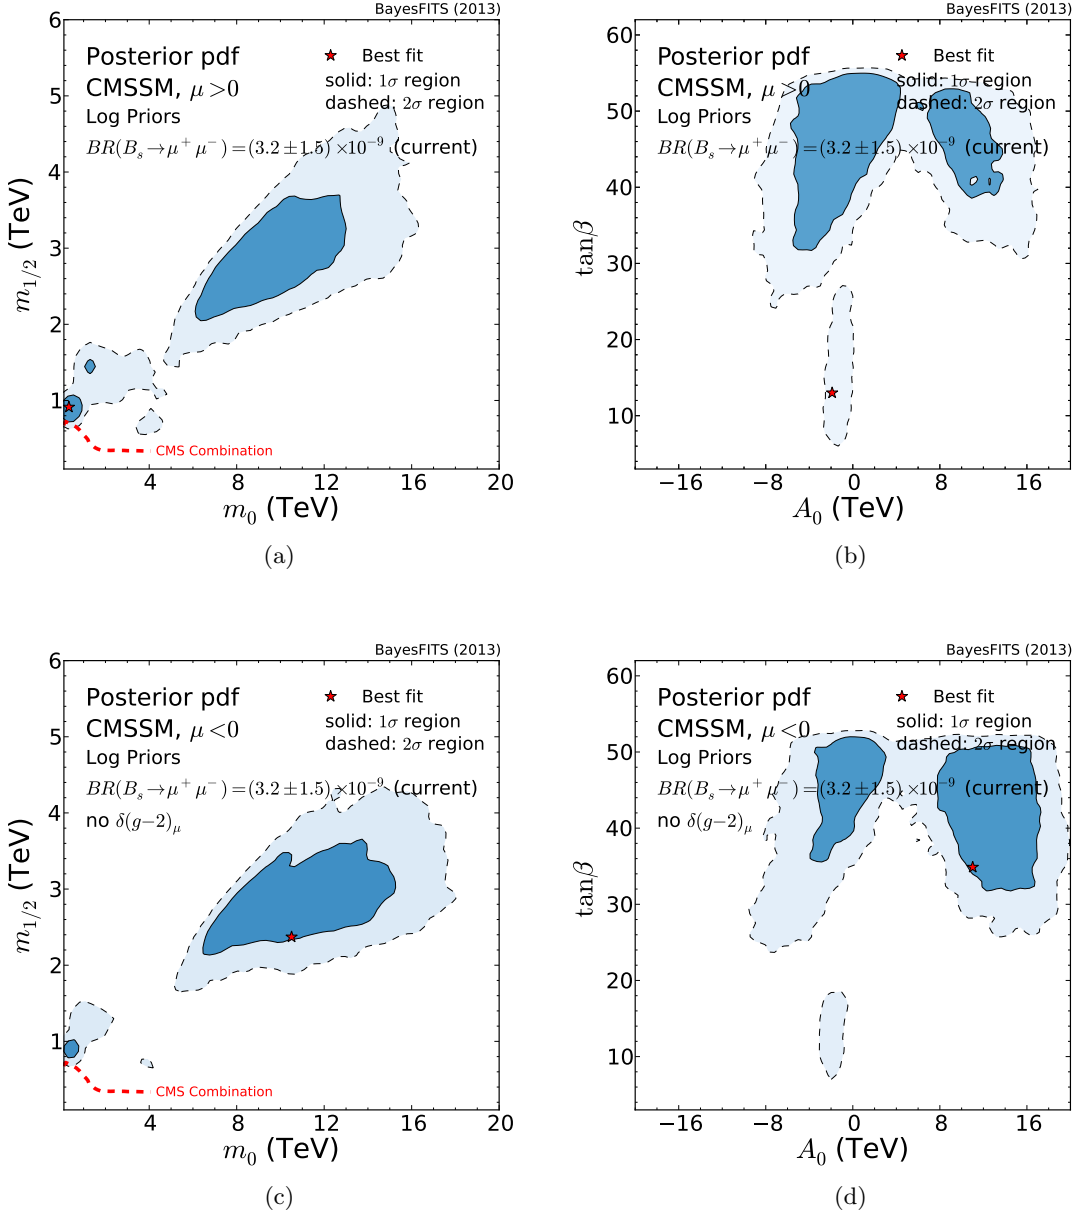 BayesFITS (2013)
Posterior pdf
CMSSM, μ>0
Log Priors
BR(B_s→μ⁺μ⁻)=(3.2±1.5)×10⁻⁹ (current)
Best fit
solid: 1σ region
dashed: 2σ region
CMS Combination
6
5
4
3
2
1
m_{1/2} (TeV)
4 8 12 16 20
m_0 (TeV)
(a)
BayesFITS (2013)
Posterior pdf
CMSSM, μ>0
Log Priors
BR(B_s→μ⁺μ⁻)=(3.2±1.5)×10⁻⁹ (current)
Best fit
solid: 1σ region
dashed: 2σ region
60
50
40
30
20
10
tanβ
−16 −8 0 8 16
A_0 (TeV)
(b)
BayesFITS (2013)
Posterior pdf
CMSSM, μ<0
Log Priors
BR(B_s→μ⁺μ⁻)=(3.2±1.5)×10⁻⁹ (current)
no δ(g−2)_μ
Best fit
solid: 1σ region
dashed: 2σ region
CMS Combination
6
5
4
3
2
1
m_{1/2} (TeV)
4 8 12 16 20
m_0 (TeV)
(c)
BayesFITS (2013)
Posterior pdf
CMSSM, μ<0
Log Priors
BR(B_s→μ⁺μ⁻)=(3.2±1.5)×10⁻⁹ (current)
no δ(g−2)_μ
Best fit
solid: 1σ region
dashed: 2σ region
60
50
40
30
20
10
tanβ
−16 −8 0 8 16
A_0 (TeV)
(d)